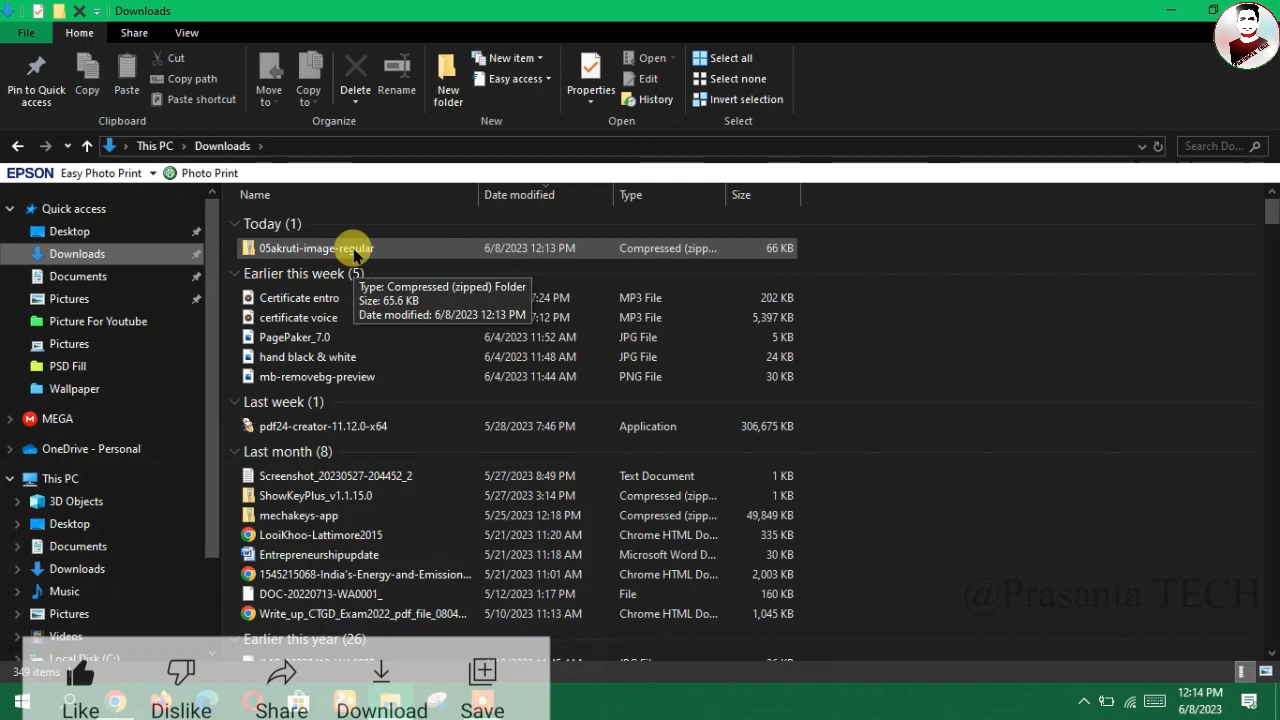 Downloads
File Home Share View
Pin to Quick access
Copy
Paste
Cut
Copy path
Paste shortcut
Clipboard
Move to
Copy to
Delete
Rename
Organize
New folder
New item
Easy access
New
Properties
Open
Edit
History
Open
Select all
Select none
Invert selection
Select
This PC Downloads
Search Do...
EPSON Easy Photo Print Photo Print
Quick access
Desktop
Downloads
Documents
Pictures
Picture For Youtube
Pictures
PSD Fill
Wallpaper
MEGA
OneDrive - Personal
This PC
3D Objects
Desktop
Documents
Downloads
Music
Pictures
Videos
Local Disk (C:)
Name Date modified Type Size
Today (1)
05akruti-image-regular 6/8/2023 12:13 PM Compressed (zipp... 66 KB
Earlier this week (5)
Type: Compressed (zipped) Folder
Size: 65.6 KB
Date modified: 6/8/2023 12:13 PM
Certificate entro 7:24 PM MP3 File 202 KB
certificate voice 7:12 PM MP3 File 5,397 KB
PagePaker_7.0 6/4/2023 11:52 AM JPG File 5 KB
hand black & white 6/4/2023 11:48 AM JPG File 24 KB
mb-removebg-preview 6/4/2023 11:44 AM PNG File 30 KB
Last week (1)
pdf24-creator-11.12.0-x64 5/28/2023 7:46 PM Application 306,675 KB
Last month (8)
Screenshot_20230527-204452_2 5/27/2023 8:49 PM Text Document 1 KB
ShowKeyPlus_v1.1.15.0 5/27/2023 3:14 PM Compressed (zipp... 1 KB
mechakeys-app 5/25/2023 12:18 PM Compressed (zipp... 49,849 KB
LooiKhoo-Lattimore2015 5/21/2023 11:20 AM Chrome HTML Do... 335 KB
Entrepreneurshipupdate 5/21/2023 11:18 AM Microsoft Word D... 30 KB
1545215068-India's-Energy-and-Emission... 5/21/2023 11:01 AM Chrome HTML Do... 2,003 KB
DOC-20220713-WA0001_ 5/12/2023 1:17 PM File 160 KB
Write_up_CTGD_Exam2022_pdf_file_0804... 5/10/2023 11:13 AM Chrome HTML Do... 1,045 KB
Earlier this year (26)
@Prasanta TECH
349 items
Like Dislike Share Download Save
12:14 PM
6/8/2023